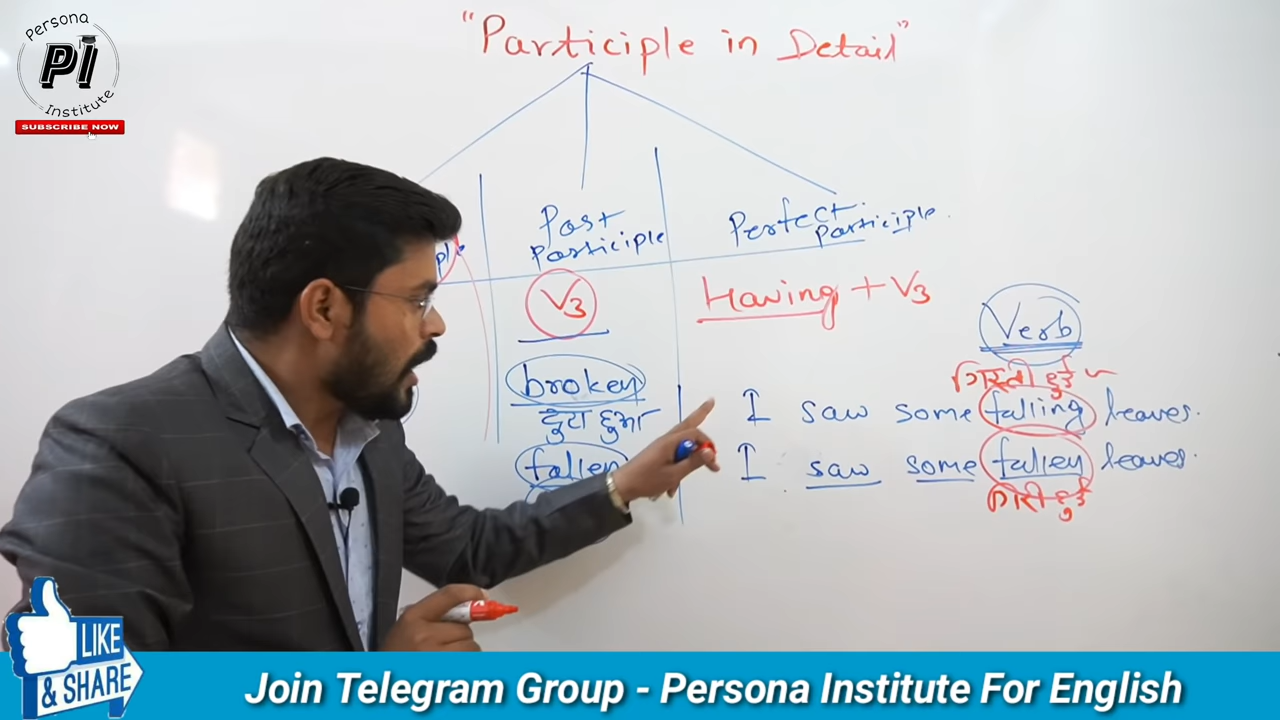 Persona
PI
Institute
SUBSCRIBE NOW
"Participle in Detail"
Past
participle
Perfect
participle
V3
Having + V3
Verb
broken
टुटा हुआ
fallen
गिरती हुई
I saw some falling leaves.
I saw some fallen leaves.
गिरी हुई
LIKE
& SHARE
Join Telegram Group - Persona Institute For English